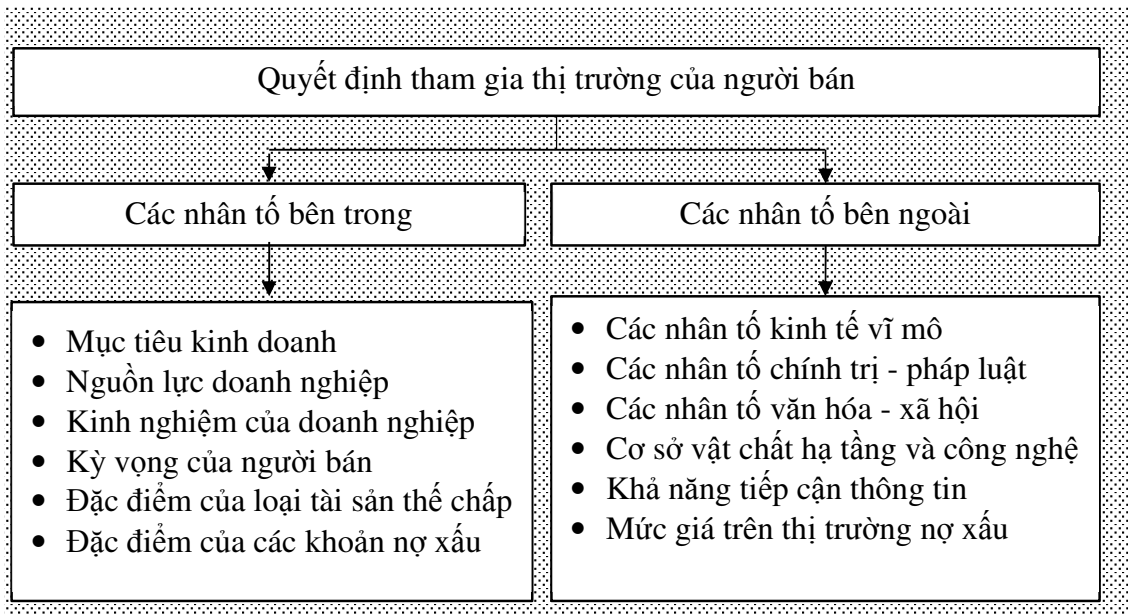 Quyết định tham gia thị trường của người bán
Các nhân tố bên trong
Các nhân tố bên ngoài
• Mục tiêu kinh doanh
• Nguồn lực doanh nghiệp
• Kinh nghiệm của doanh nghiệp
• Kỳ vọng của người bán
• Đặc điểm của loại tài sản thế chấp
• Đặc điểm của các khoản nợ xấu
• Các nhân tố kinh tế vĩ mô
• Các nhân tố chính trị - pháp luật
• Các nhân tố văn hóa - xã hội
• Cơ sở vật chất hạ tầng và công nghệ
• Khả năng tiếp cận thông tin
• Mức giá trên thị trường nợ xấu